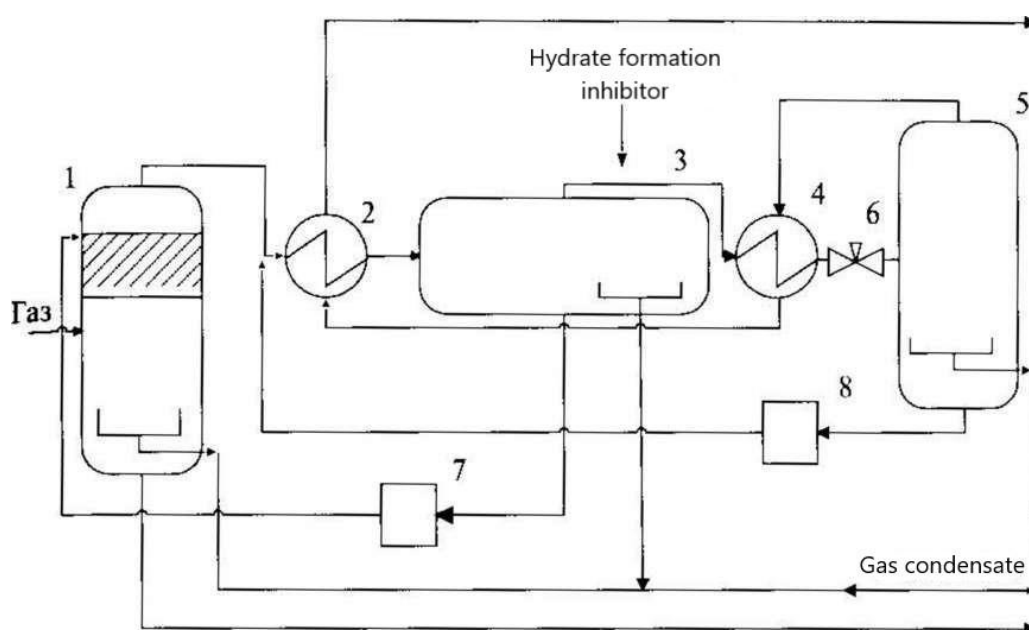 Hydrate formation
inhibitor
1
2
3
4
5
6
Газ
7
8
Gas condensate